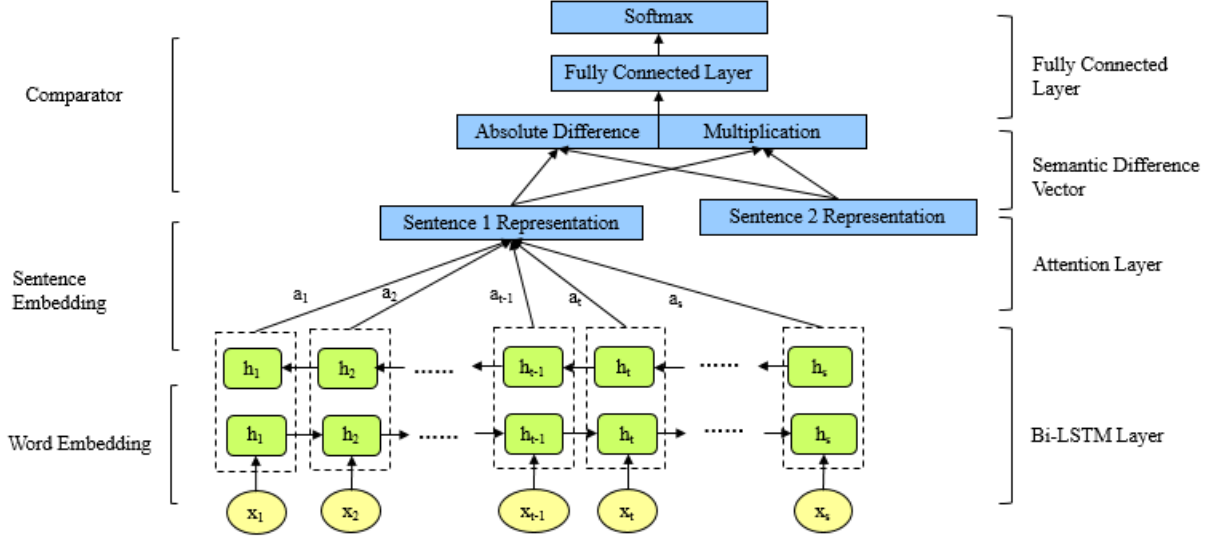 Softmax
Fully Connected Layer
Fully Connected
Layer
Comparator
Absolute Difference
Multiplication
Semantic Difference
Vector
Sentence 1 Representation
Sentence 2 Representation
Attention Layer
Sentence
Embedding
a₁
a₂
aₜ₋₁
aₜ
aₛ
h₁
h₂
......
hₜ₋₁
hₜ
......
hₛ
Word Embedding
h₁
h₂
......
hₜ₋₁
hₜ
......
hₛ
Bi-LSTM Layer
x₁
x₂
xₜ₋₁
xₜ
xₛ